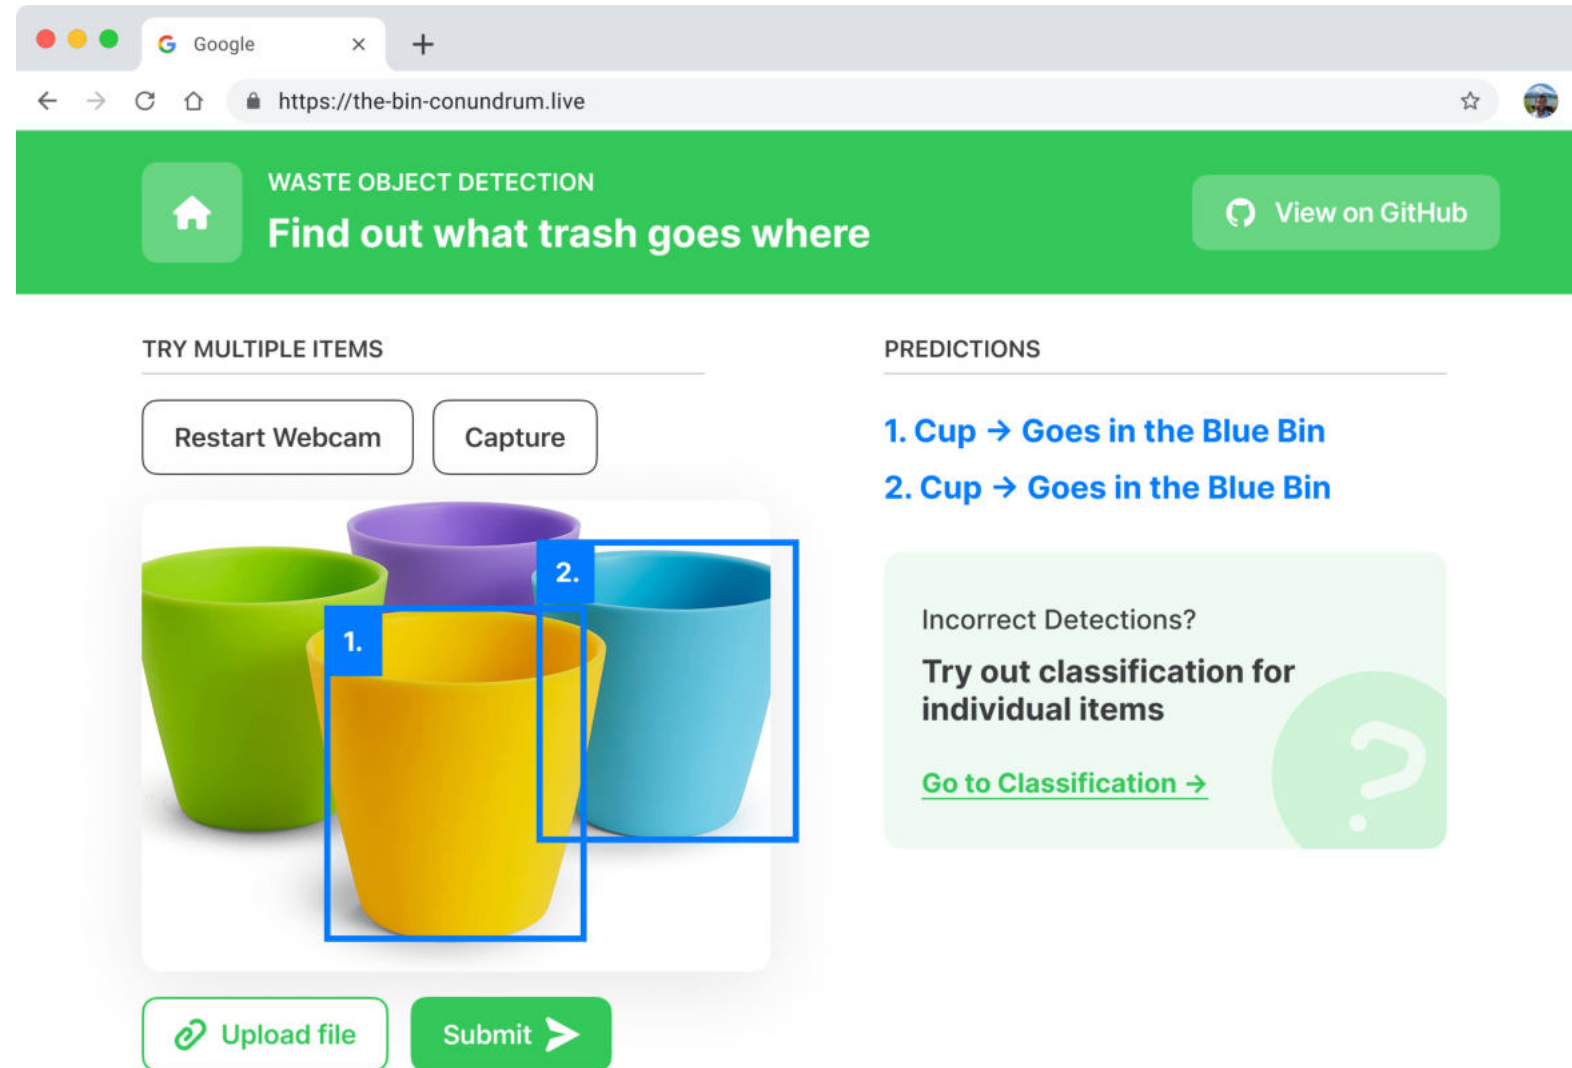 Google
https://the-bin-conundrum.live
WASTE OBJECT DETECTION
Find out what trash goes where
View on GitHub
TRY MULTIPLE ITEMS
Restart Webcam
Capture
1.
2.
Upload file
Submit
PREDICTIONS
1. Cup → Goes in the Blue Bin
2. Cup → Goes in the Blue Bin
Incorrect Detections?
Try out classification for
individual items
Go to Classification →
?